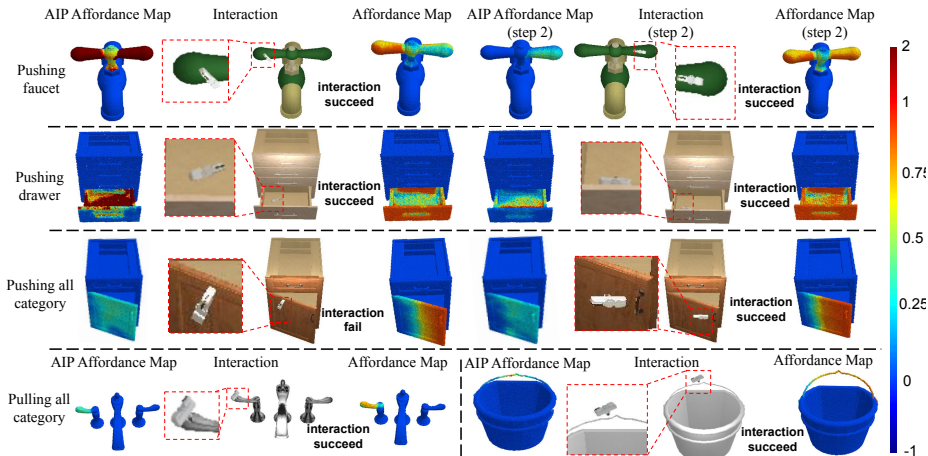 AIP Affordance Map
Interaction
Affordance Map
AIP Affordance Map
(step 2)
Interaction
(step 2)
Affordance Map
(step 2)
Pushing
faucet
interaction
succeed
interaction
succeed
Pushing
drawer
interaction
succeed
interaction
succeed
Pushing all
category
interaction
fail
interaction
succeed
AIP Affordance Map
Interaction
Affordance Map
AIP Affordance Map
Interaction
Affordance Map
Pulling all
category
interaction
succeed
interaction
succeed
2
1
0.75
0.5
0.25
0
-1